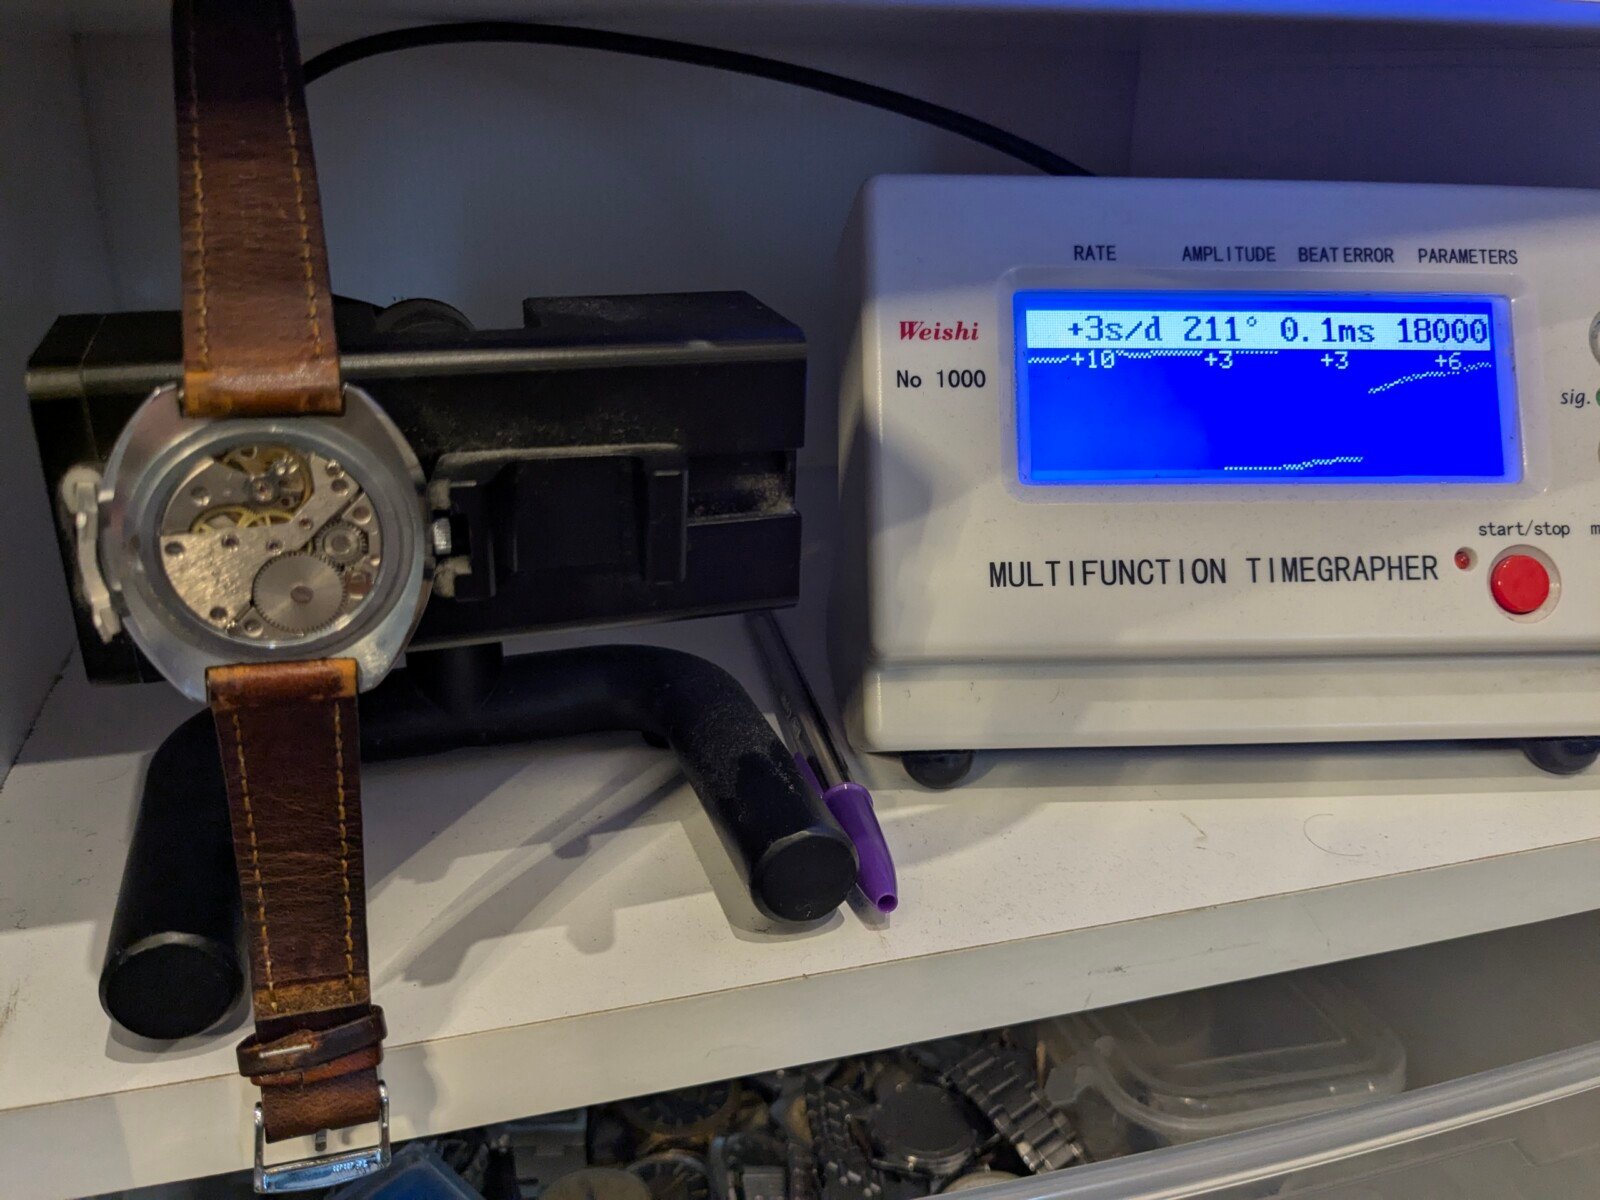 RATE AMPLITUDE BEAT ERROR PARAMETERS
Weishi
No 1000
+3s/d 211° 0.1ms 18000
+10 +3 +3 +6
sig.
start/stop m
MULTIFUNCTION TIMEGRAPHER